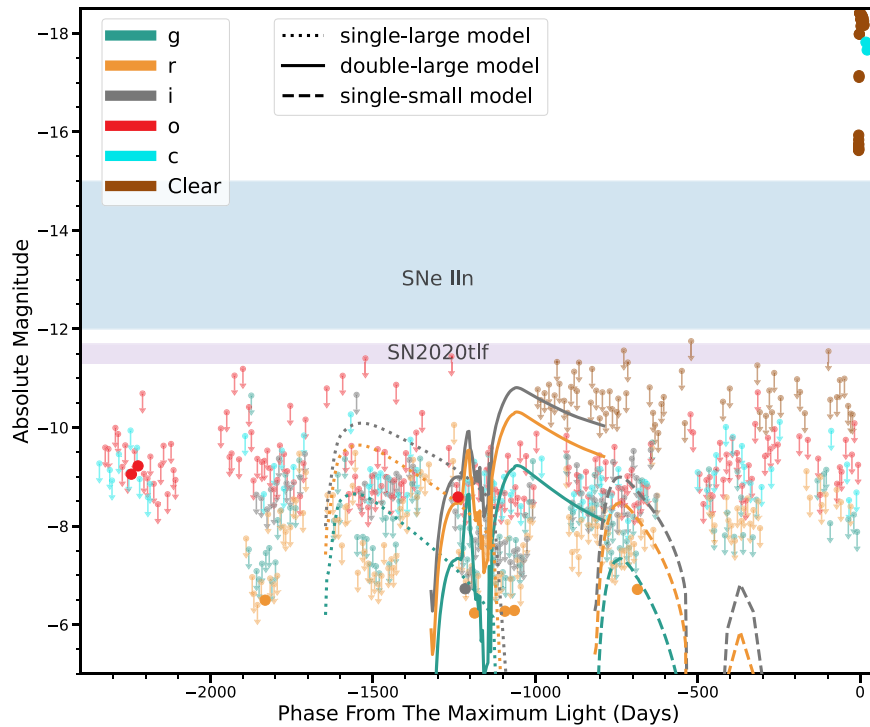 g
r
i
o
c
Clear
single-large model
double-large model
single-small model
SNe IIn
SN2020tlf
Absolute Magnitude
−18
−16
−14
−12
−10
−8
−6
−2000
−1500
−1000
−500
0
Phase From The Maximum Light (Days)